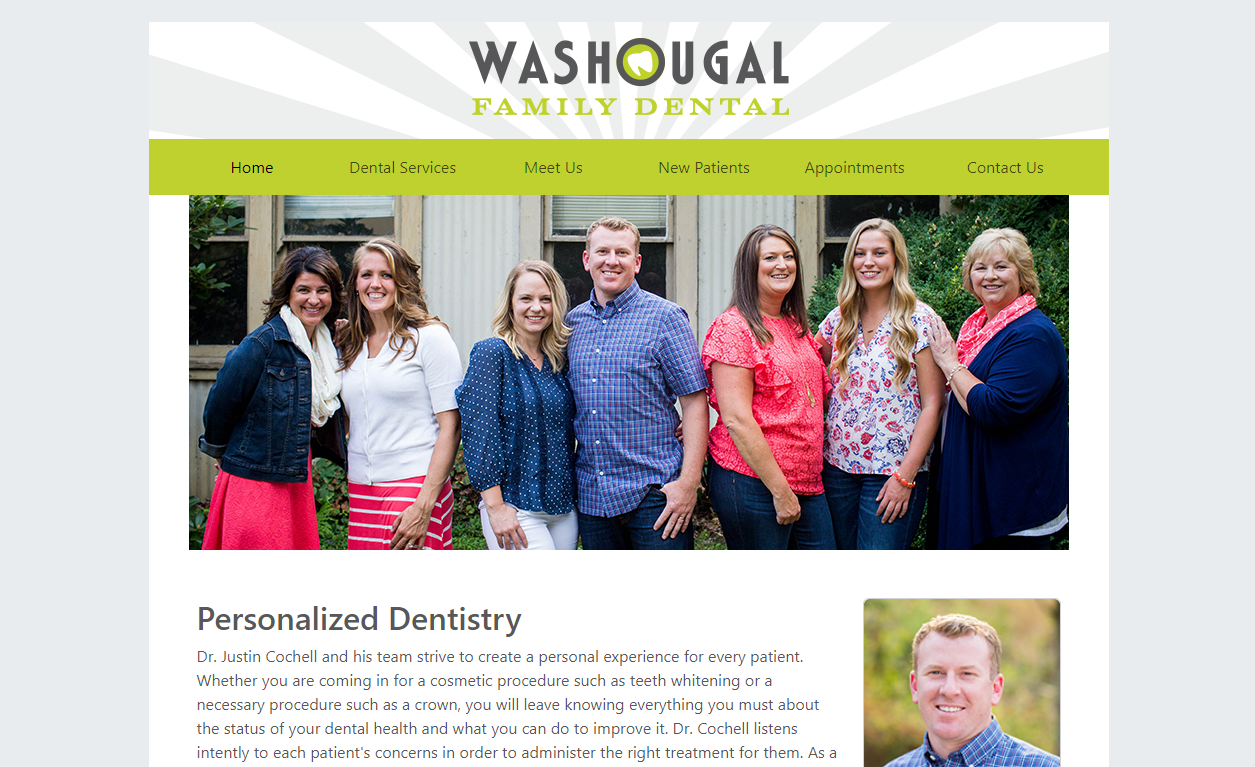 WASHOUGAL
FAMILY DENTAL
Home Dental Services Meet Us New Patients Appointments Contact Us
Personalized Dentistry
Dr. Justin Cochell and his team strive to create a personal experience for every patient.
Whether you are coming in for a cosmetic procedure such as teeth whitening or a
necessary procedure such as a crown, you will leave knowing everything you must about
the status of your dental health and what you can do to improve it. Dr. Cochell listens
intently to each patient's concerns in order to administer the right treatment for them. As a